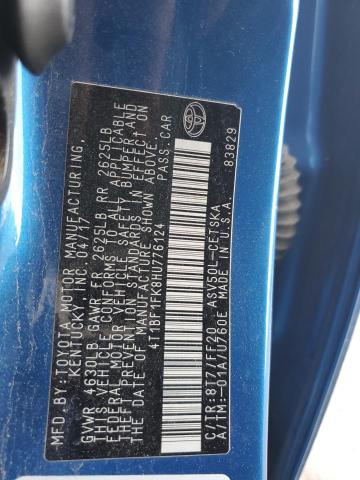 MFD BY:TOYOTA MOTOR MANUFACTURING,
KENTUCKY, INC. 04/17
GVWR 4630LB GAWR FR 2625LB RR 2625LB
THIS VEHICLE CONFORMS TO ALL APPLICABLE
FEDERAL MOTOR VEHICLE SAFETY, BUMPER, AND
THEFT PREVENTION STANDARDS IN EFFECT ON
THE DATE OF MANUFACTURE SHOWN ABOVE.
4T1BF1FK8HU776124 PASS.CAR
C/TR:8T7/FF20 ASV50L-CETSKA
A/TM:-01A/U760E MADE IN U.S.A.
83829